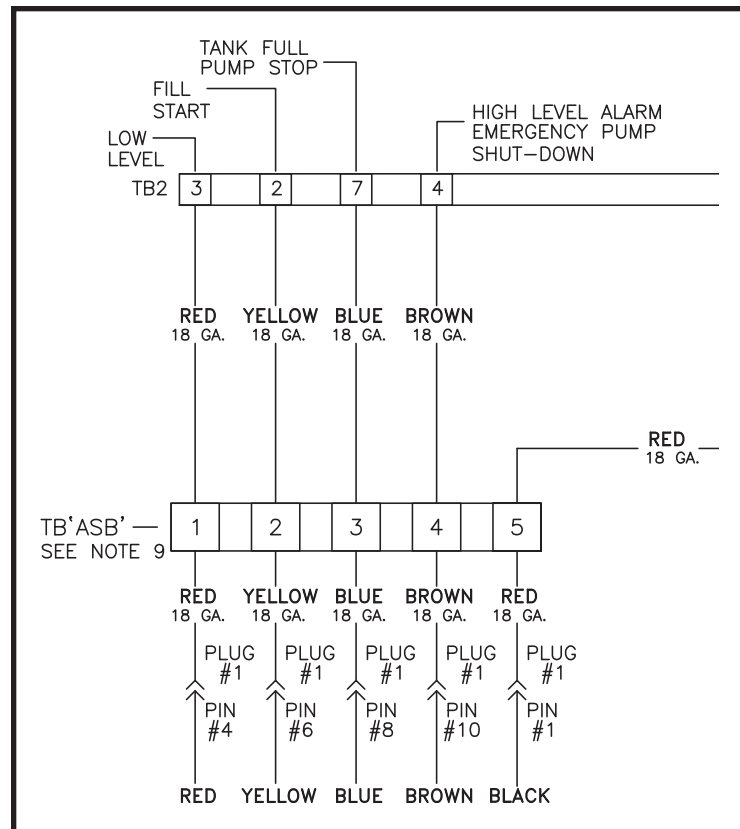 TANK FULL
PUMP STOP
FILL
START
HIGH LEVEL ALARM
EMERGENCY PUMP
SHUT-DOWN
LOW
LEVEL
TB2 3 2 7 4
RED YELLOW BLUE BROWN
18 GA. 18 GA. 18 GA. 18 GA.
RED
18 GA.
TB'ASB' 1 2 3 4 5
SEE NOTE 9
RED YELLOW BLUE BROWN RED
18 GA. 18 GA. 18 GA. 18 GA. 18 GA.
PLUG PLUG PLUG PLUG PLUG
#1 #1 #1 #1 #1
PIN PIN PIN PIN PIN
#4 #6 #8 #10 #1
RED YELLOW BLUE BROWN BLACK